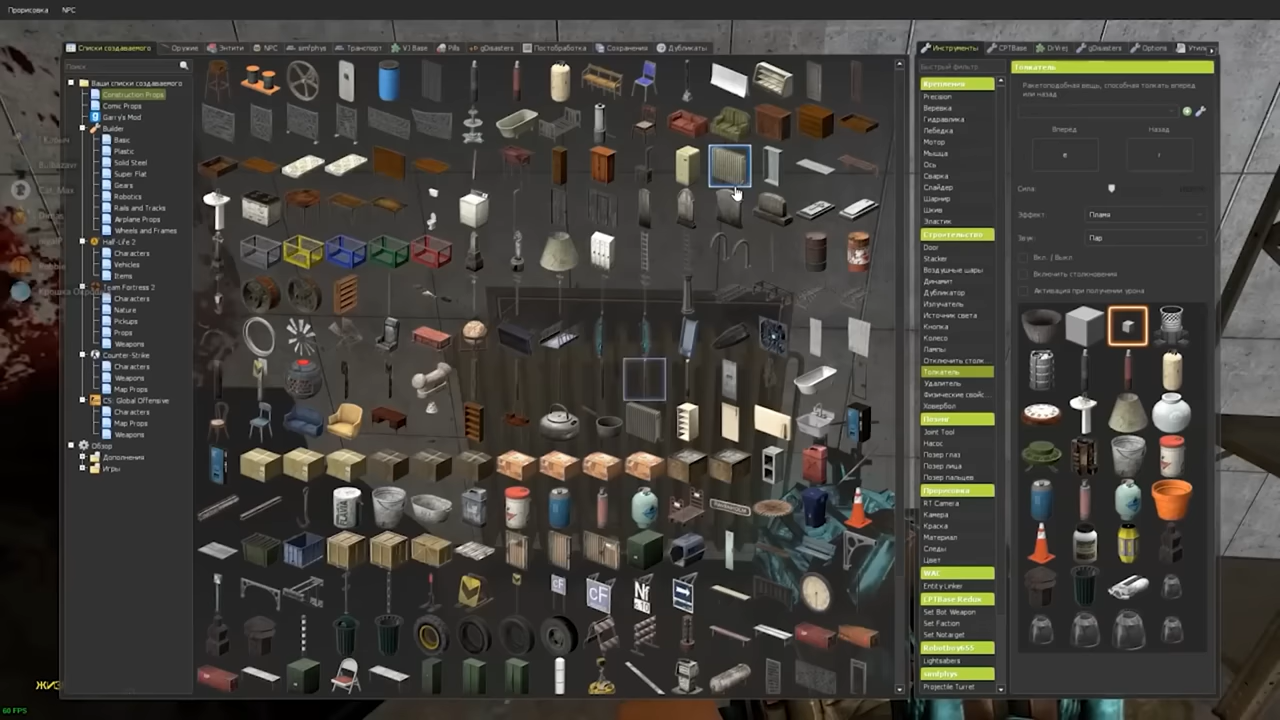 Прорисовка NPC
Списки создаваемого Оружие Энтити NPC simfphys Транспорт VJ Base Pills gDisasters Постобработка Сохранения Дубликаты
Поиск
Ваши списки создаваемого
Construction Props
Comic Props
Garry's Mod
Builder
Basic
Plastic
Solid Steel
Super Flat
Gears
Robotics
Rails and Tracks
Airplane Props
Wheels and Frames
Half-Life 2
Characters
Vehicles
Items
Team Fortress 2
Characters
Nature
Pickups
Props
Weapons
Counter-Strike
Characters
Weapons
Map Props
CS: Global Offensive
Characters
Map Props
Weapons
Обзор
Дополнения
Игры
60 FPS
Инструменты CPTBase DrVrej gDisasters Options Утил
Быстрый фильтр
Крепления
Precision
Веревка
Гидравлика
Лебёдка
Мотор
Мышца
Ось
Сварка
Слайдер
Шарнир
Шкив
Эластик
Строительство
Door
Stacker
Воздушные шары
Динамит
Дубликатор
Излучатель
Источник света
Кнопка
Колесо
Лампы
Отключить столк...
Толкатель
Удалитель
Физические свойс...
Ховербол
Позинг
Joint Tool
Насос
Позер глаз
Позер лица
Позер пальцев
Прорисовка
RT Camera
Камера
Краска
Материал
Следы
Цвет
WAC
Entity Linker
CPTBase Redux
Set Bot Weapon
Set Faction
Set Notarget
Robotboy655
Lightsabers
simfphys
Projectile Turret
Толкатель
Ракетоподобная вещь, способная толкать вперед
или назад.
Вперёд Назад
Сила:
Эффект: Пламя
Звук: Пар
Вкл. / Выкл
Включить столкновения
Активация при получении урона